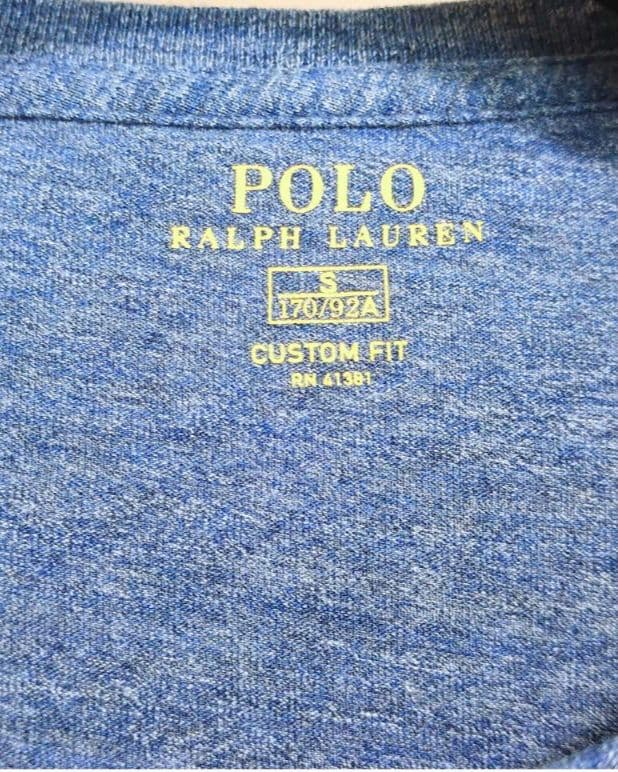 POLO
RALPH LAUREN
S
170/92A
CUSTOM FIT
RN 41381